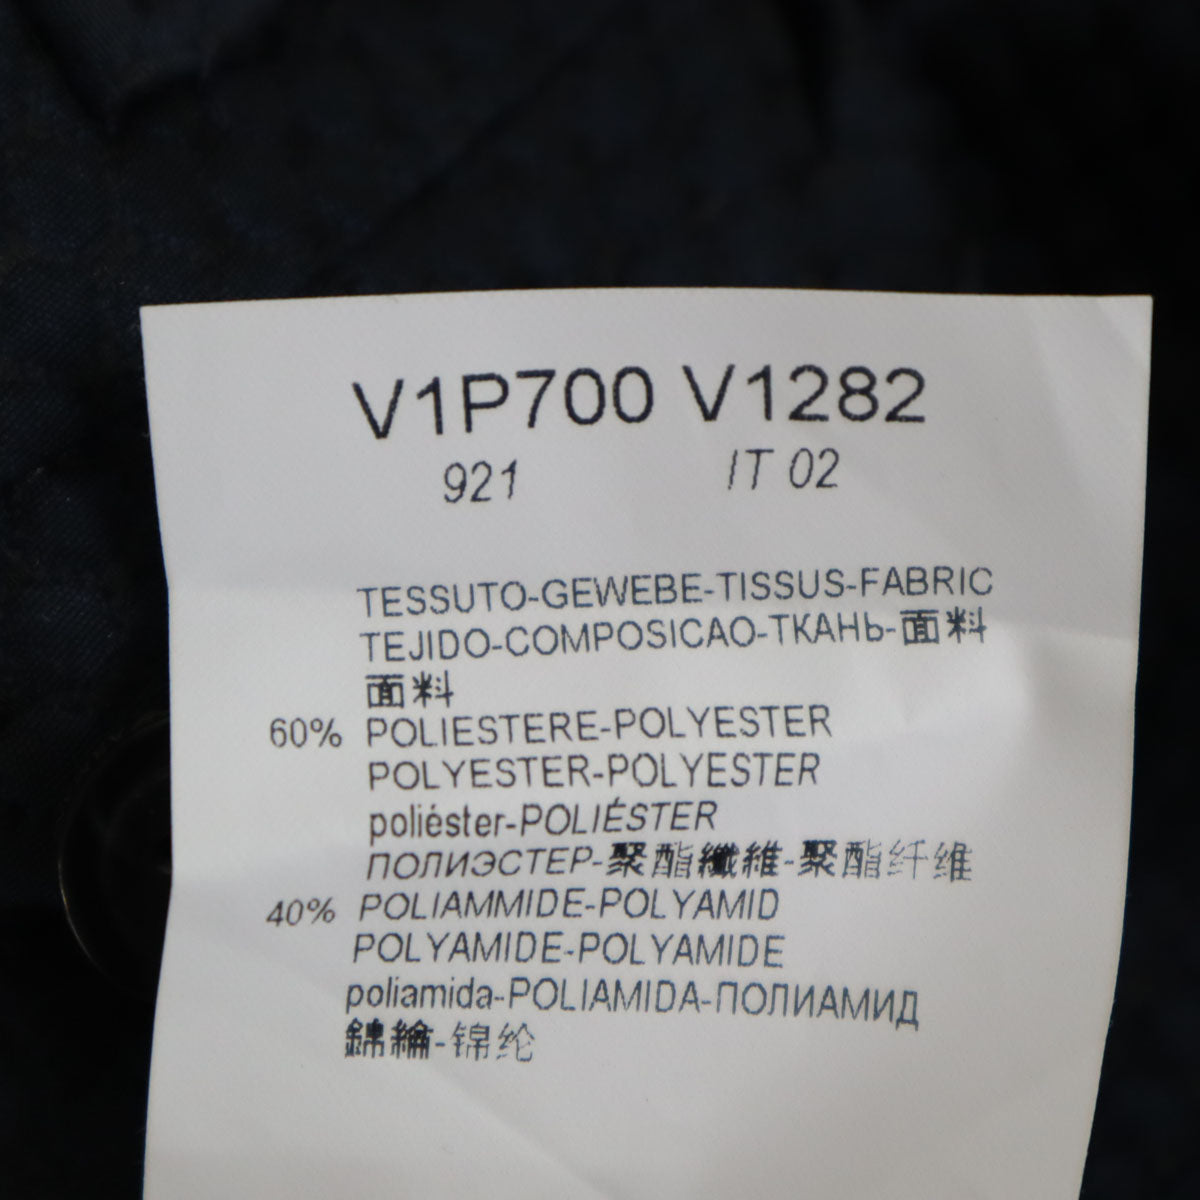 V1P700 V1282
921 IT 02
TESSUTO-GEWEBE-TISSUS-FABRIC
TEJIDO-COMPOSICAO-ТКАНЬ-面料
面料
60% POLIESTERE-POLYESTER
POLYESTER-POLYESTER
poliéster-POLIÉSTER
ПОЛИЭСТЕР-聚酯纖維-聚酯纤维
40% POLIAMMIDE-POLYAMID
POLYAMIDE-POLYAMIDE
poliamida-POLIAMIDA-ПОЛИАМИД
錦綸-锦纶